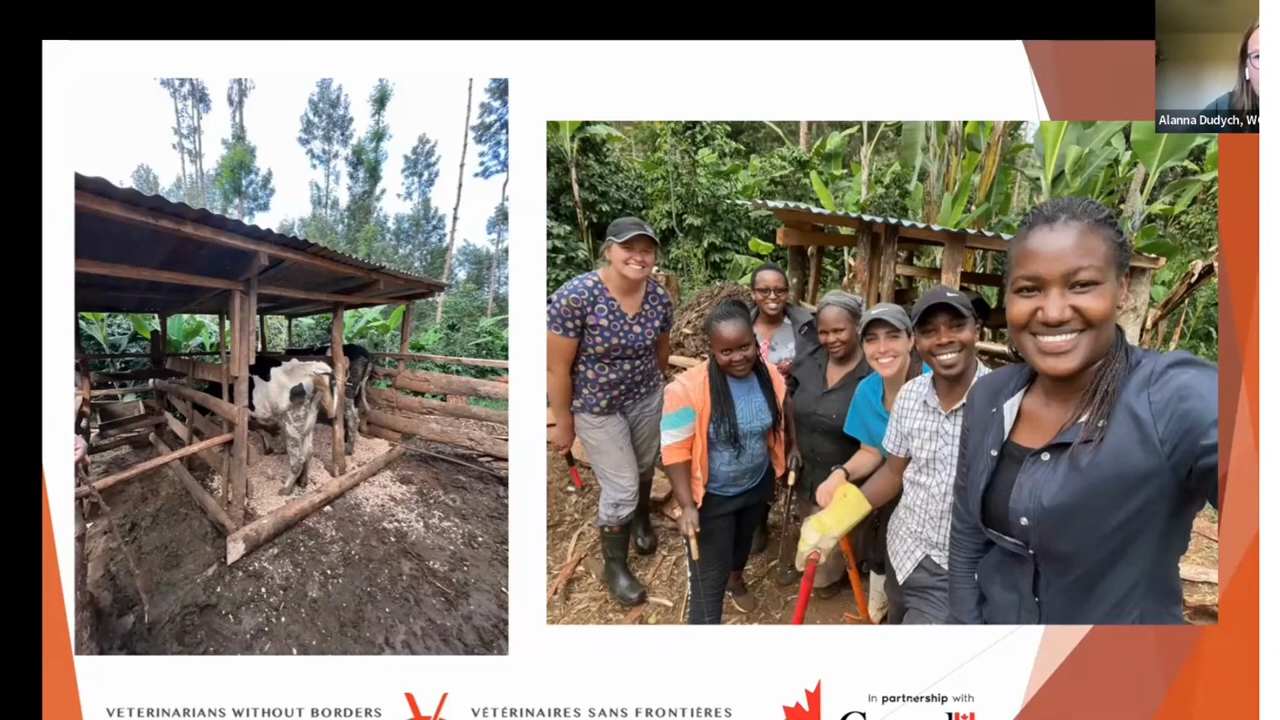 Alanna Dudych, W
VETERINARIANS WITHOUT BORDERS
VÉTÉRINAIRES SANS FRONTIÈRES
In partnership with